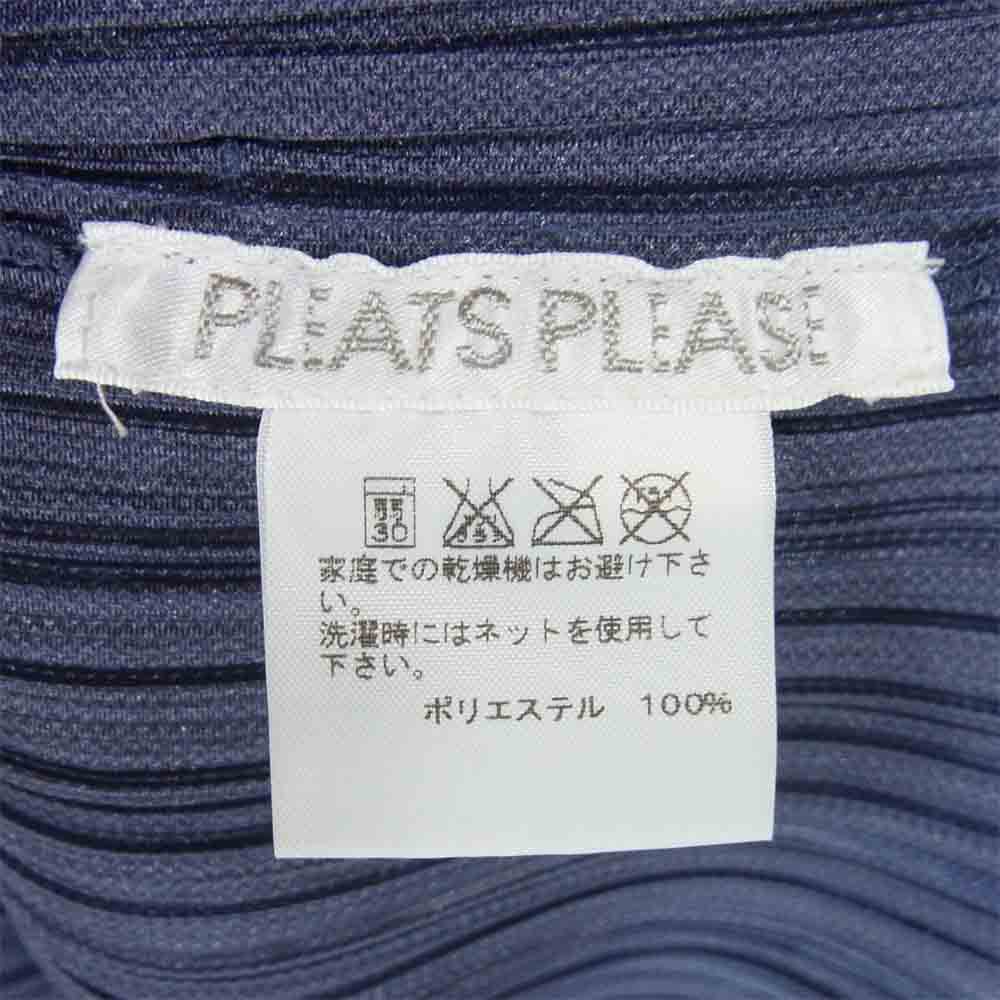 PLEATS PLEASE
弱
30
家庭での乾燥機はお避け下さ
い。
洗濯時にはネットを使用して
下さい。
ポリエステル 100%